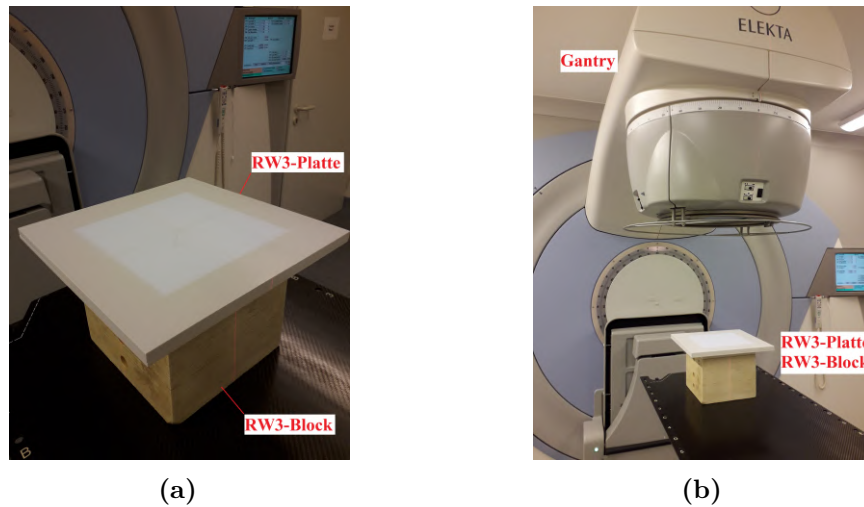 RW3-Platte
RW3-Block
B
(a)
ELEKTA
Gantry
RW3-Platte
RW3-Block
(b)